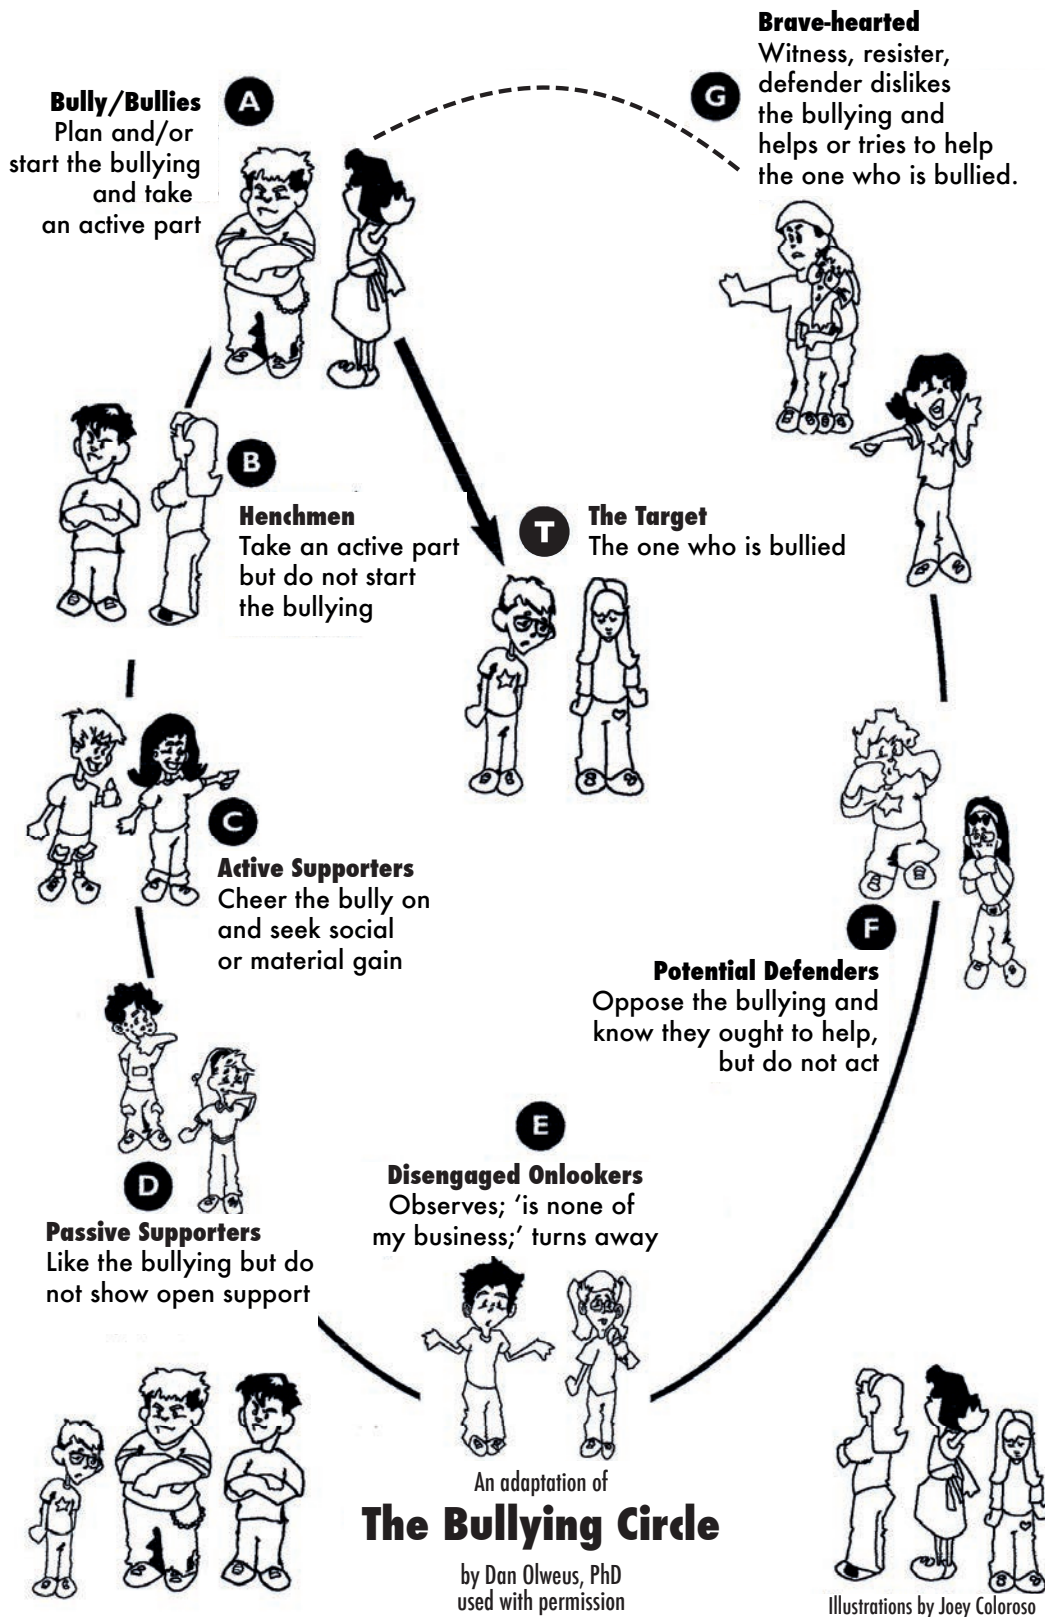 A
Bully/Bullies
Plan and/or
start the bullying
and take
an active part
G
Brave-hearted
Witness, resister,
defender dislikes
the bullying and
helps or tries to help
the one who is bullied.
B
Henchmen
Take an active part
but do not start
the bullying
T
The Target
The one who is bullied
C
Active Supporters
Cheer the bully on
and seek social
or material gain
F
Potential Defenders
Oppose the bullying and
know they ought to help,
but do not act
D
Passive Supporters
Like the bullying but do
not show open support
E
Disengaged Onlookers
Observes; ‘is none of
my business;’ turns away
An adaptation of
The Bullying Circle
by Dan Olweus, PhD
used with permission
Illustrations by Joey Coloroso